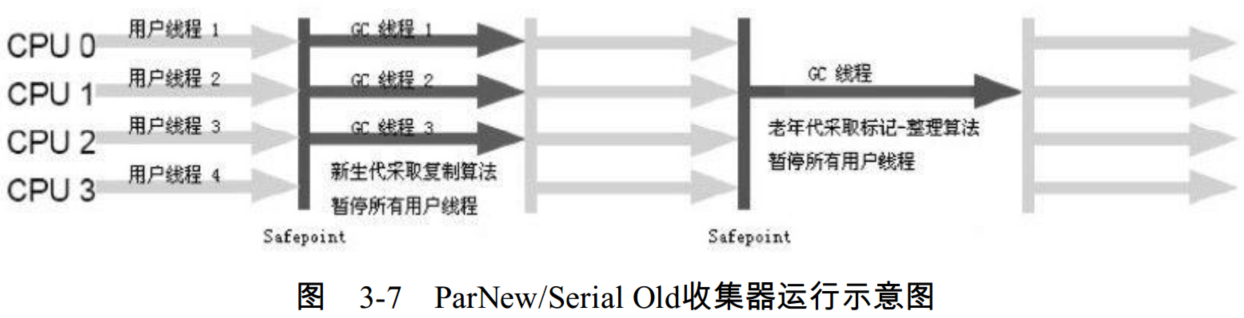 CPU 0 用户线程 1 GC 线程 1
CPU 1 用户线程 2 GC 线程 2 GC 线程
CPU 2 用户线程 3 GC 线程 3 老年代采取标记-整理算法
CPU 3 用户线程 4 新生代采取复制算法 暂停所有用户线程
暂停所有用户线程
Safepoint Safepoint
图 3-7 ParNew/Serial Old收集器运行示意图